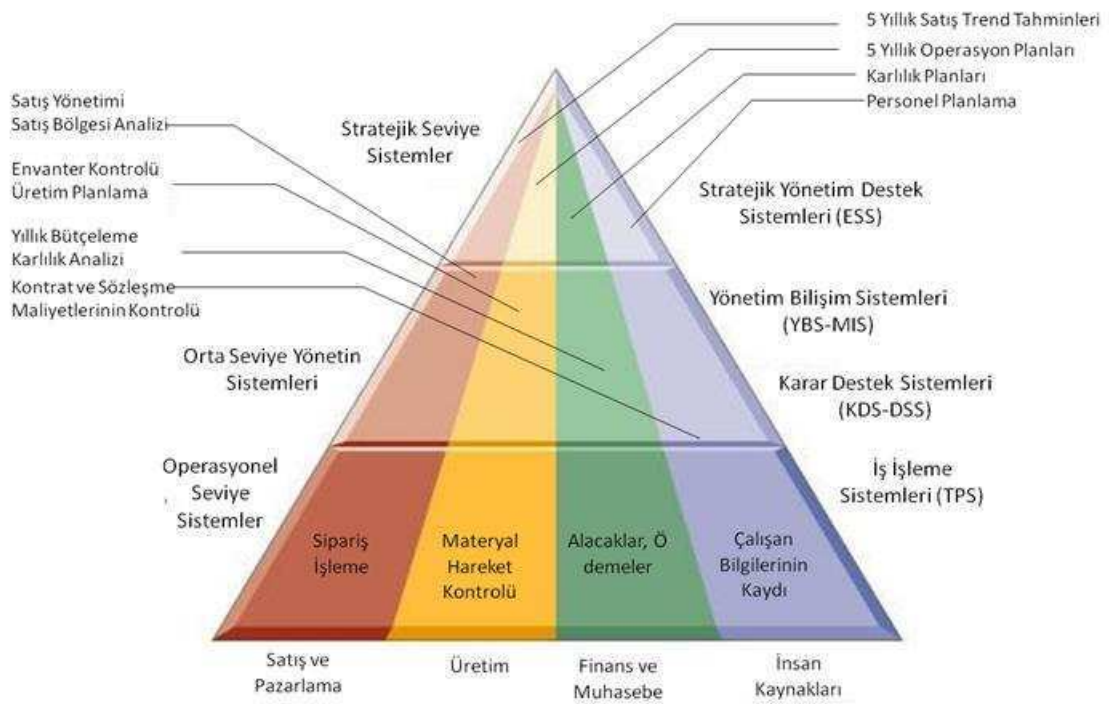 5 Yıllık Satış Trend Tahminleri
5 Yıllık Operasyon Planları
Karlılık Planları
Personel Planlama
Satış Yönetimi
Satış Bölgesi Analizi
Envanter Kontrolü
Üretim Planlama
Yıllık Bütçeleme
Karlılık Analizi
Kontrat ve Sözleşme
Maliyetlerinin Kontrolü
Stratejik Seviye
Sistemler
Stratejik Yönetim Destek
Sistemleri (ESS)
Yönetim Bilişim Sistemleri
(YBS-MIS)
Orta Seviye Yönetin
Sistemleri
Karar Destek Sistemleri
(KDS-DSS)
Operasyonel
Seviye
Sistemler
İş İşleme
Sistemleri (TPS)
Sipariş
İşleme
Materyal
Hareket
Kontrolü
Alacaklar, Ö
demeler
Çalışan
Bilgilerinin
Kaydı
Satış ve
Pazarlama
Üretim
Finans ve
Muhasebe
İnsan
Kaynakları